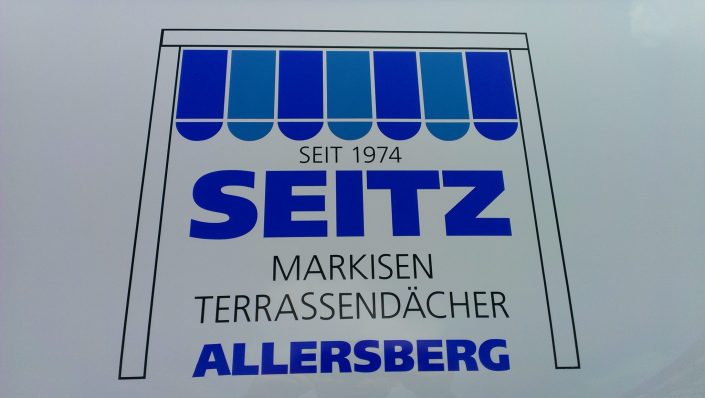 SEIT 1974
SEITZ
MARKISEN
TERRASSENDÄCHER
ALLERSBERG